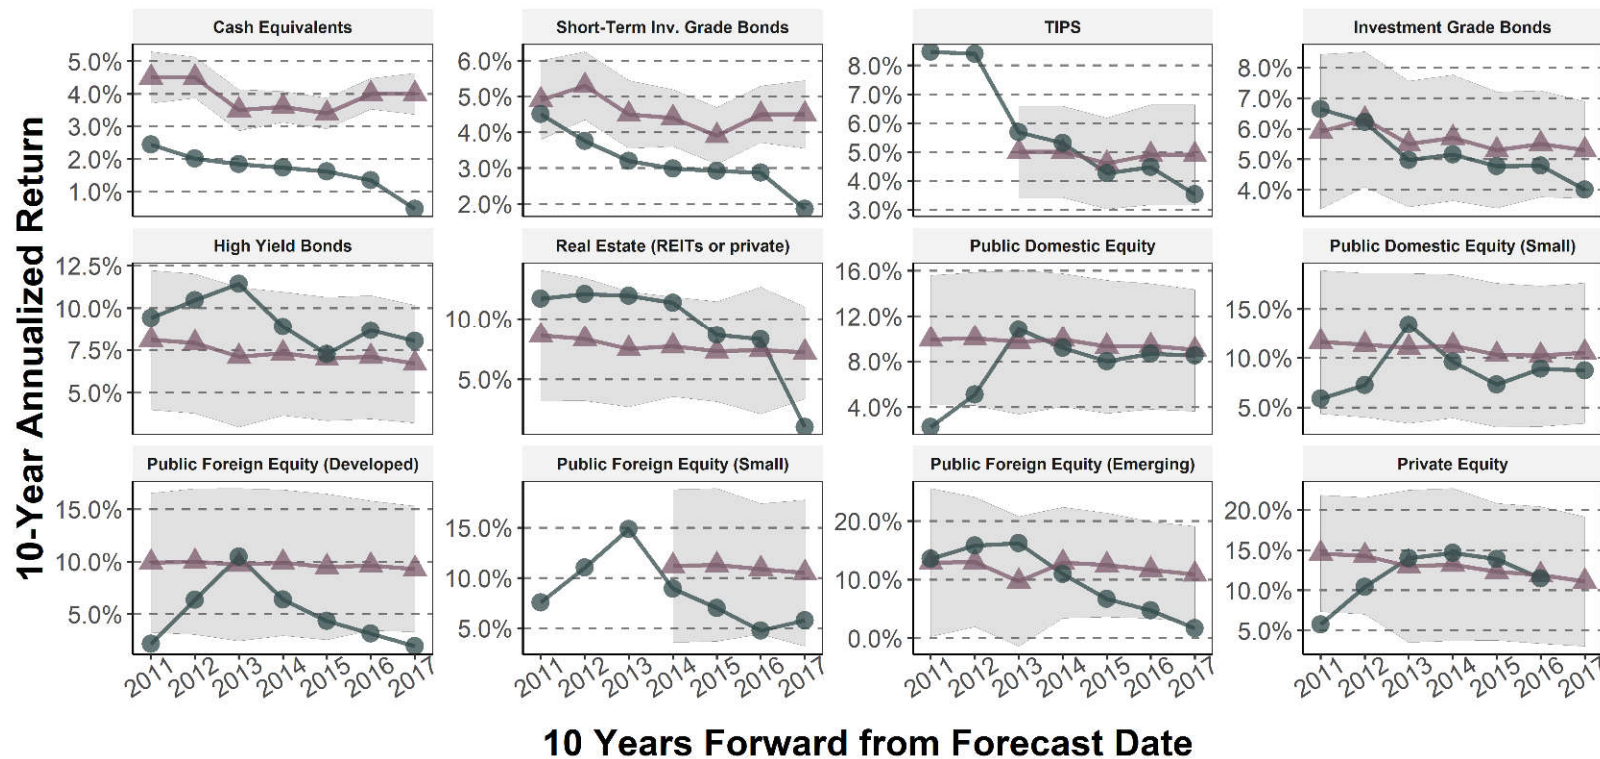 Cash Equivalents
Short-Term Inv. Grade Bonds
TIPS
Investment Grade Bonds
5.0%
4.0%
3.0%
2.0%
1.0%
6.0%
5.0%
4.0%
3.0%
2.0%
8.0%
7.0%
6.0%
5.0%
4.0%
3.0%
8.0%
7.0%
6.0%
5.0%
4.0%
High Yield Bonds
Real Estate (REITs or private)
Public Domestic Equity
Public Domestic Equity (Small)
12.5%
10.0%
7.5%
5.0%
10.0%
5.0%
16.0%
12.0%
8.0%
4.0%
15.0%
10.0%
5.0%
Public Foreign Equity (Developed)
Public Foreign Equity (Small)
Public Foreign Equity (Emerging)
Private Equity
15.0%
10.0%
5.0%
15.0%
10.0%
5.0%
20.0%
10.0%
0.0%
20.0%
15.0%
10.0%
5.0%
2011 2012 2013 2014 2015 2016 2017
2011 2012 2013 2014 2015 2016 2017
2011 2012 2013 2014 2015 2016 2017
2011 2012 2013 2014 2015 2016 2017
10-Year Annualized Return
10 Years Forward from Forecast Date